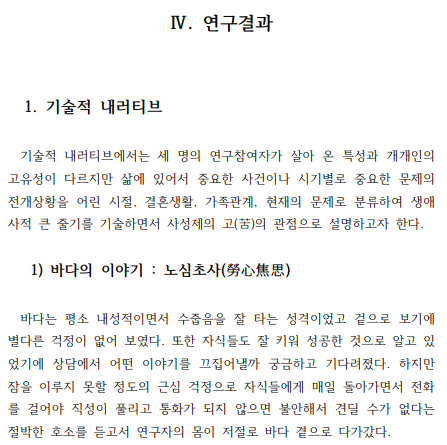 Ⅳ. 연구결과
1. 기술적 내러티브
기술적 내러티브에서는 세 명의 연구참여자가 살아 온 특성과 개개인의
고유성이 다르지만 삶에 있어서 중요한 사건이나 시기별로 중요한 문제의
전개상황을 어린 시절, 결혼생활, 가족관계, 현재의 문제로 분류하여 생애
사적 큰 줄기를 기술하면서 사성제의 고(苦)의 관점으로 설명하고자 한다.
1) 바다의 이야기 : 노심초사(勞心焦思)
바다는 평소 내성적이면서 수줍음을 잘 타는 성격이었고 겉으로 보기에
별다른 걱정이 없어 보였다. 또한 자식들도 잘 키워 성공한 것으로 알고 있
었기에 상담에서 어떤 이야기를 끄집어낼까 궁금하고 기다려졌다. 하지만
잠을 이루지 못할 정도의 근심 걱정으로 자식들에게 매일 돌아가면서 전화
를 걸어야 직성이 풀리고 통화가 되지 않으면 불안해서 견딜 수가 없다는
절박한 호소를 듣고서 연구자의 몸이 저절로 바다 곁으로 다가갔다.